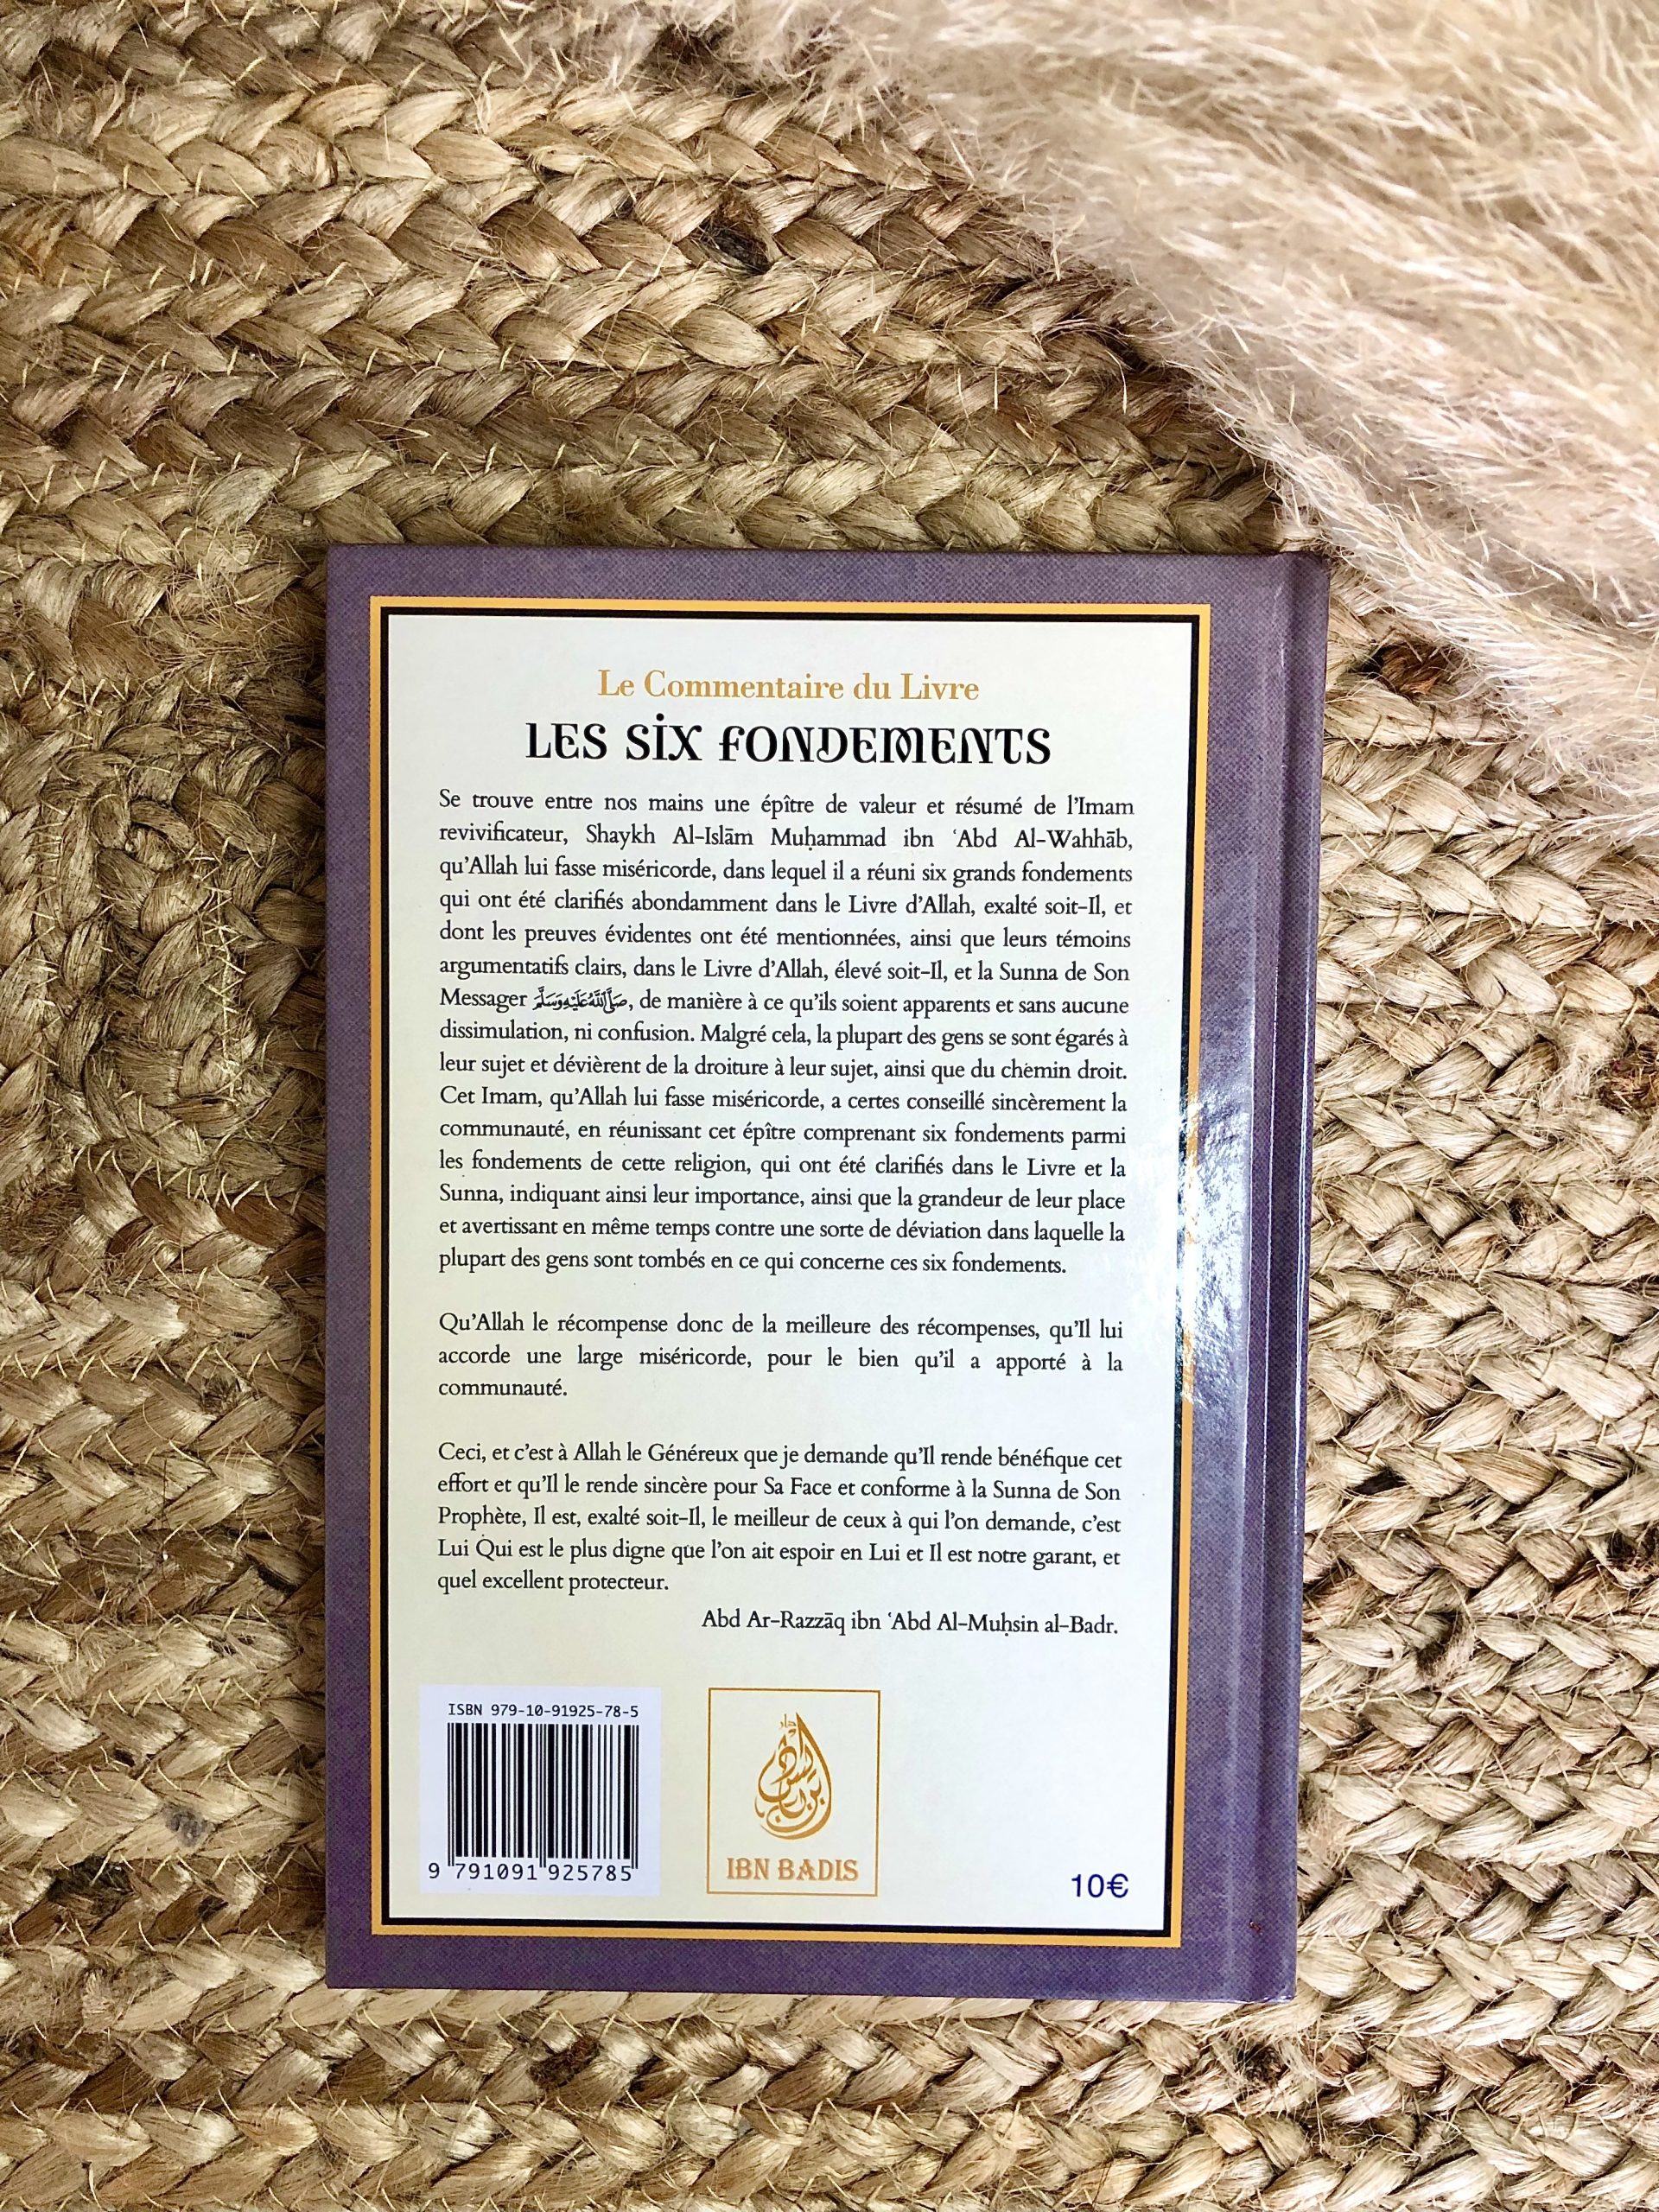 Le Commentaire du Livre
LES SIX FONDEMENTS
Se trouve entre nos mains une épître de valeur et résumé de l'Imam
revivificateur, Shaykh Al-Islām Muḥammad ibn ʿAbd Al-Wahhāb,
qu'Allah lui fasse miséricorde, dans lequel il a réuni six grands fondements
qui ont été clarifiés abondamment dans le Livre d'Allah, exalté soit-Il, et
dont les preuves évidentes ont été mentionnées, ainsi que leurs témoins
argumentatifs clairs, dans le Livre d'Allah, élevé soit-Il, et la Sunna de Son
Messager صَلَّى اللَّهُ عَلَيْهِ وَسَلَّمَ, de manière à ce qu'ils soient apparents et sans aucune
dissimulation, ni confusion. Malgré cela, la plupart des gens se sont égarés à
leur sujet et dévièrent de la droiture à leur sujet, ainsi que du chemin droit.
Cet Imam, qu'Allah lui fasse miséricorde, a certes conseillé sincèrement la
communauté, en réunissant cet épître comprenant six fondements parmi
les fondements de cette religion, qui ont été clarifiés dans le Livre et la
Sunna, indiquant ainsi leur importance, ainsi que la grandeur de leur place
et avertissant en même temps contre une sorte de déviation dans laquelle la
plupart des gens sont tombés en ce qui concerne ces six fondements.
Qu'Allah le récompense donc de la meilleure des récompenses, qu'Il lui
accorde une large miséricorde, pour le bien qu'il a apporté à la
communauté.
Ceci, et c'est à Allah le Généreux que je demande qu'Il rende bénéfique cet
effort et qu'Il le rende sincère pour Sa Face et conforme à la Sunna de Son
Prophète, Il est, exalté soit-Il, le meilleur de ceux à qui l'on demande, c'est
Lui Qui est le plus digne que l'on ait espoir en Lui et Il est notre garant, et
quel excellent protecteur.
Abd Ar-Razzāq ibn ʿAbd Al-Muḥsin al-Badr.
ISBN 979-10-91925-78-5
9 791091 925785
دار ابن باديس
IBN BADIS
10€